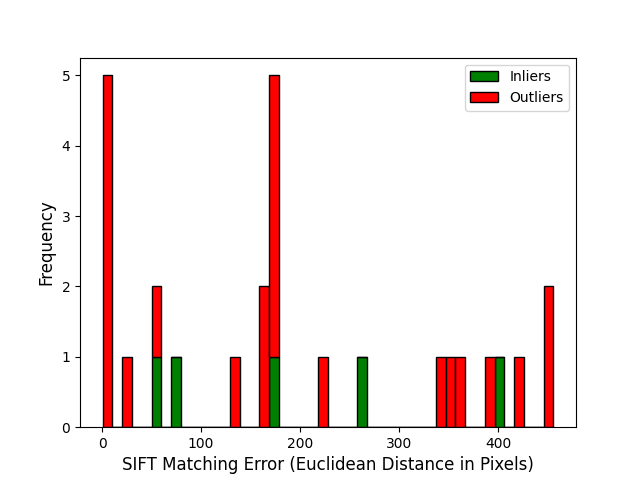 Inliers
Outliers
5
4
3
2
1
0
Frequency
0 100 200 300 400
SIFT Matching Error (Euclidean Distance in Pixels)